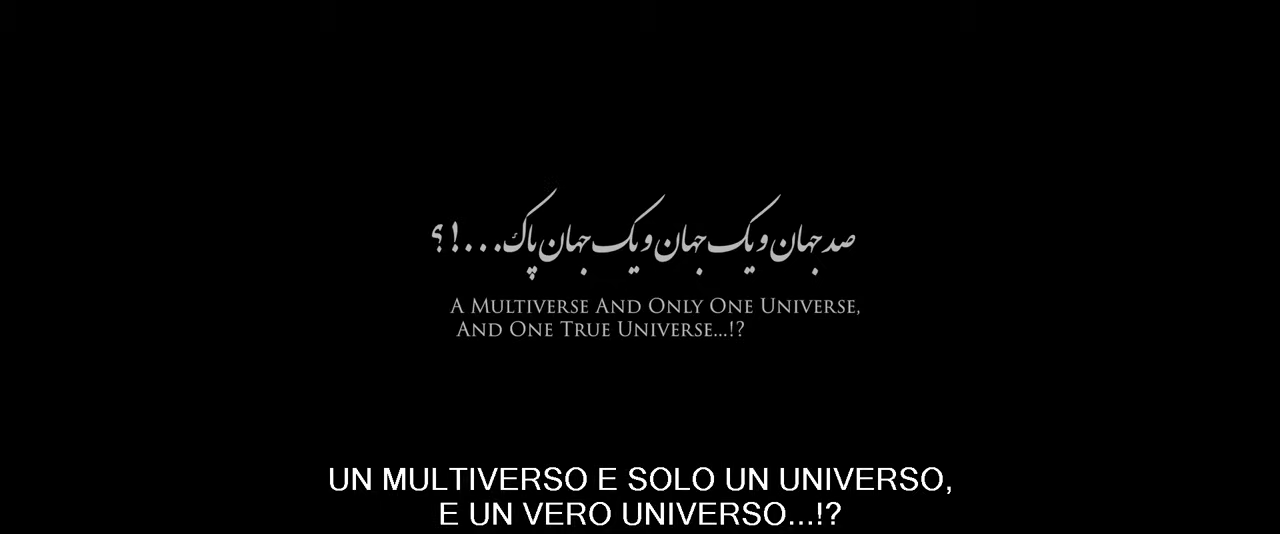 صد جهان و یک جهان و یک جهان پاک...!؟
A Multiverse And Only One Universe,
And One True Universe...!?
UN MULTIVERSO E SOLO UN UNIVERSO,
E UN VERO UNIVERSO...!?